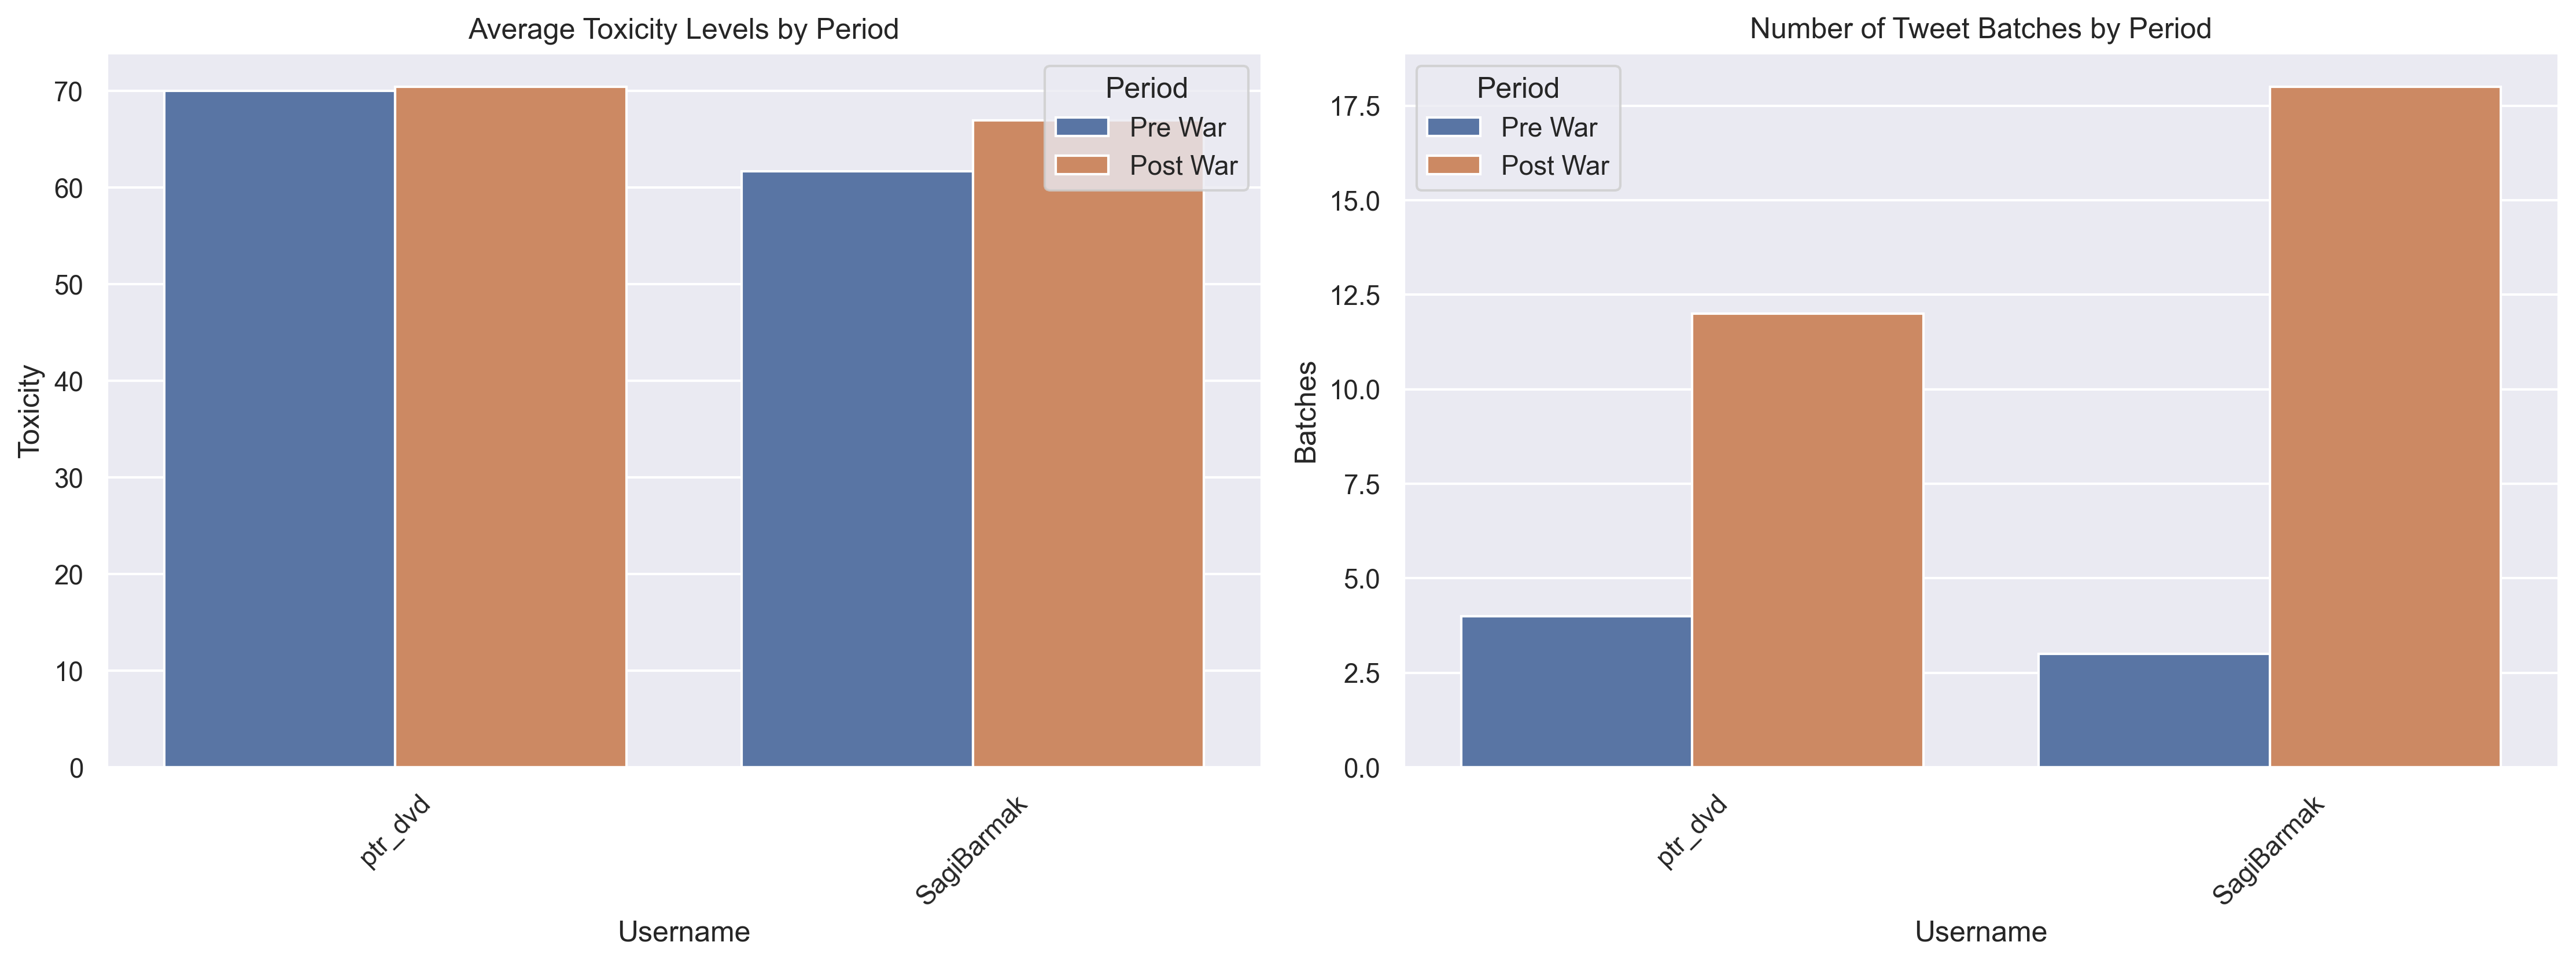 Average Toxicity Levels by Period
Toxicity
70
60
50
40
30
20
10
0
Period
Pre War
Post War
ptr_dvd
SagiBarmak
Username
Number of Tweet Batches by Period
Batches
17.5
15.0
12.5
10.0
7.5
5.0
2.5
0.0
Period
Pre War
Post War
ptr_dvd
SagiBarmak
Username